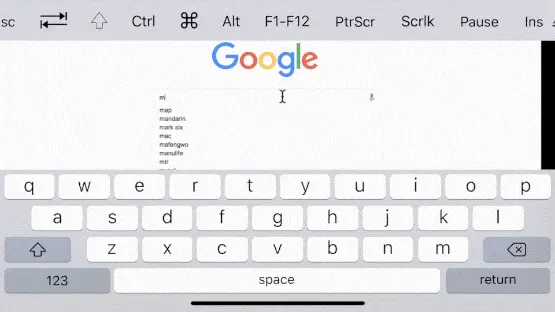 sc Ctrl ⌘ Alt F1-F12 PtrScr Scrlk Pause Ins
Google
m
map
mandarin
mark six
mac
mafengwo
manulife
mtr
q w e r t y u i o p
a s d f g h j k l
z x c v b n m
123 space return